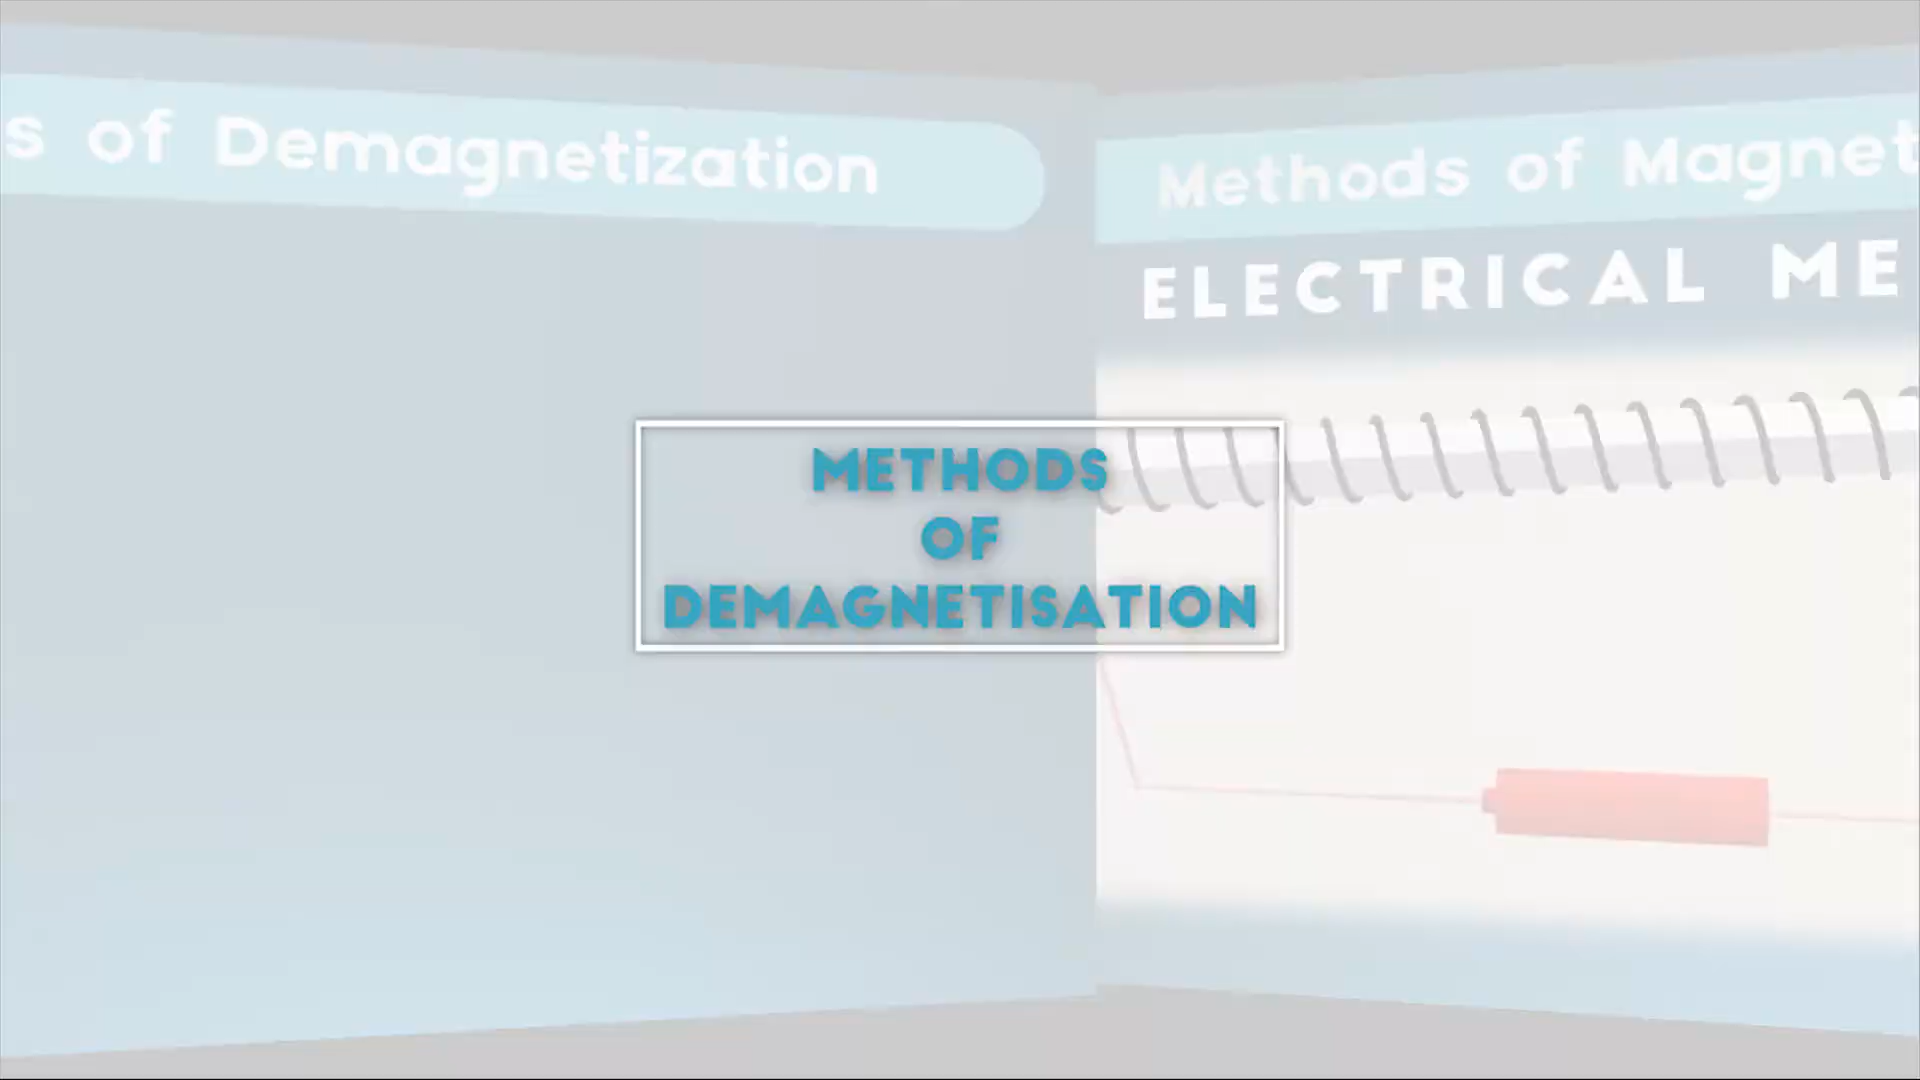 s of Demagnetization
Methods of Magnet
ELECTRICAL ME
METHODS
OF
DEMAGNETISATION